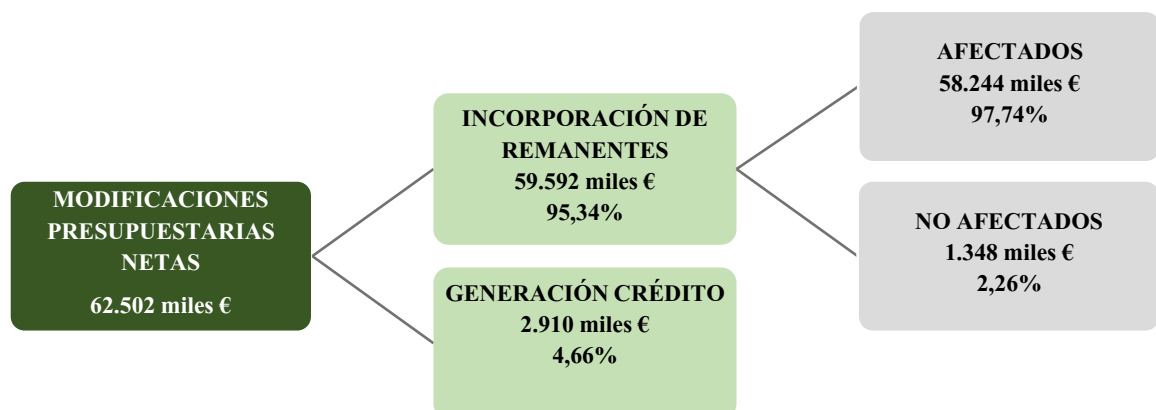 MODIFICACIONES
PRESUPUESTARIAS
NETAS
62.502 miles €
INCORPORACIÓN DE
REMANENTES
59.592 miles €
95,34%
GENERACIÓN CRÉDITO
2.910 miles €
4,66%
AFECTADOS
58.244 miles €
97,74%
NO AFECTADOS
1.348 miles €
2,26%